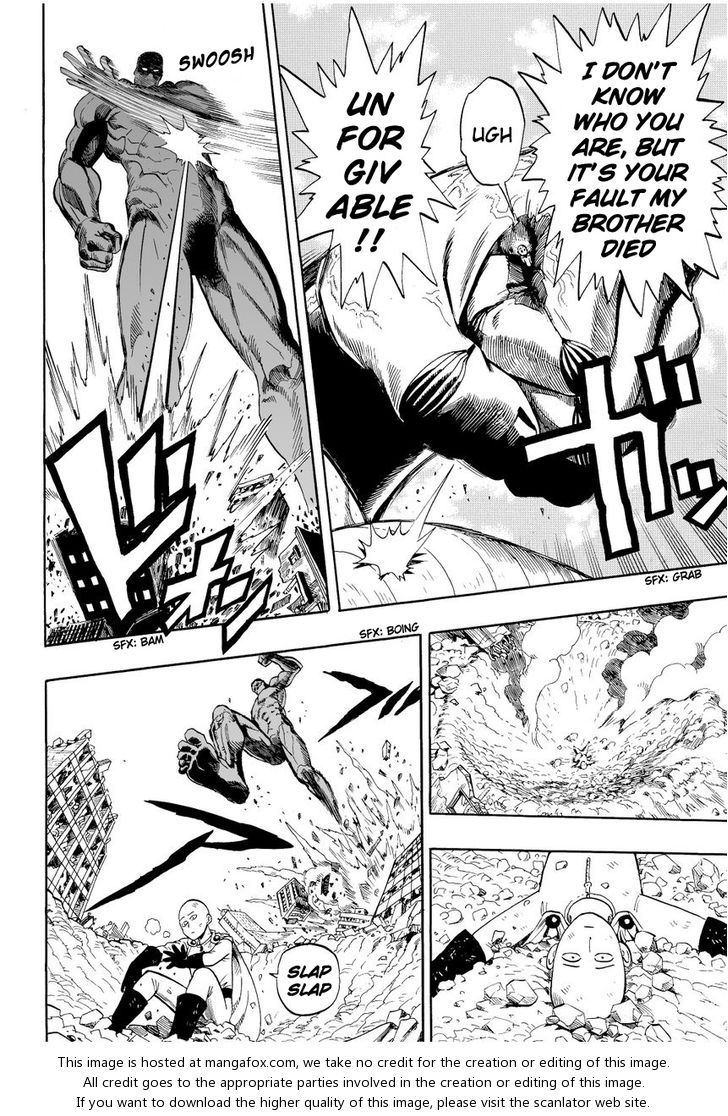 I DON'T
KNOW
WHO YOU
ARE, BUT
IT'S YOUR
FAULT MY
BROTHER
DIED
UGH
UN
FOR
GIV
ABLE
!!
ガッ
SFX: GRAB
SWOOSH
ドォン
SFX: BAM
SFX: BOING
SLAP
SLAP
This image is hosted at mangafox.com, we take no credit for the creation or editing of this image.
All credit goes to the appropriate parties involved in the creation or editing of this image.
If you want to download the higher quality of this image, please visit the scanlator web site.